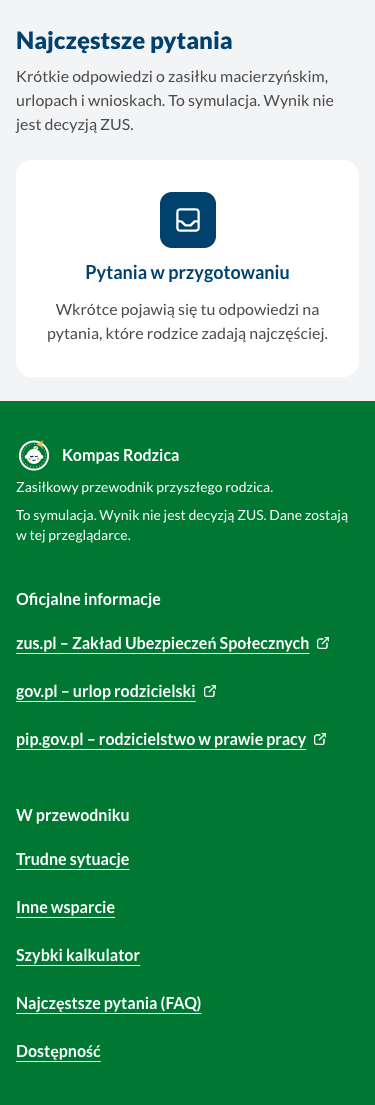 Najczęstsze pytania
Krótkie odpowiedzi o zasiłku macierzyńskim,
urlopach i wnioskach. To symulacja. Wynik nie
jest decyzją ZUS.
Pytania w przygotowaniu
Wkrótce pojawią się tu odpowiedzi na
pytania, które rodzice zadają najczęściej.
Kompas Rodzica
Zasiłkowy przewodnik przyszłego rodzica.
To symulacja. Wynik nie jest decyzją ZUS. Dane zostają
w tej przeglądarce.
Oficjalne informacje
zus.pl – Zakład Ubezpieczeń Społecznych
gov.pl – urlop rodzicielski
pip.gov.pl – rodzicielstwo w prawie pracy
W przewodniku
Trudne sytuacje
Inne wsparcie
Szybki kalkulator
Najczęstsze pytania (FAQ)
Dostępność